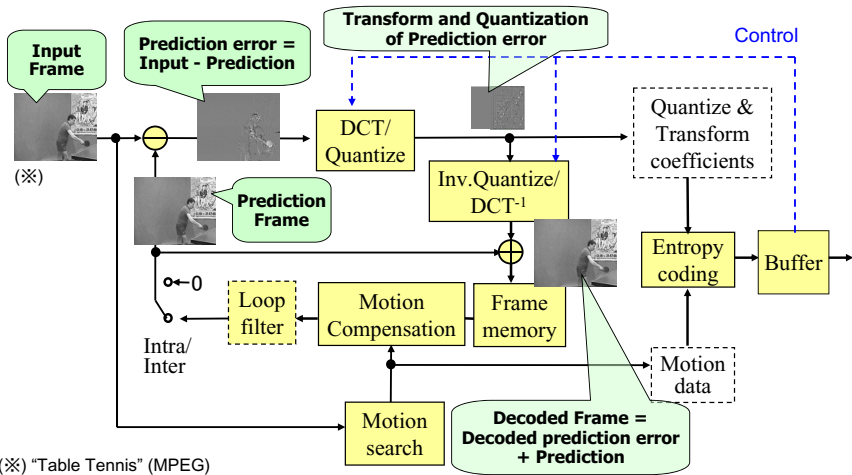 Input
Frame
Prediction error =
Input - Prediction
Transform and Quantization
of Prediction error
Control
(※)
DCT/
Quantize
Quantize &
Transform
coefficients
Prediction
Frame
Inv.Quantize/
DCT-1
Entropy
coding
Buffer
0
Intra/
Inter
Loop
filter
Motion
Compensation
Frame
memory
Motion
data
Motion
search
Decoded Frame =
Decoded prediction error
+ Prediction
(※) “Table Tennis” (MPEG)